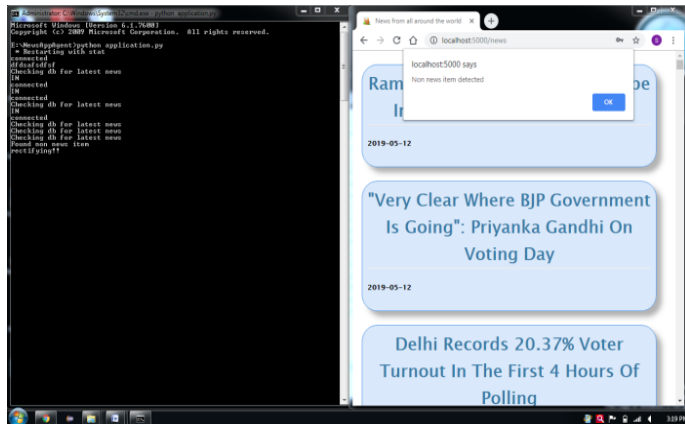 Administrator: C:\Windows\System32\cmd.exe - python application.py
Microsoft Windows [Version 6.1.7600]
Copyright (c) 2009 Microsoft Corporation.  All rights reserved.
E:\NewsAppAgent>python application.py
* Restarting with stat
connected
dfdsafsdfsf
Checking db for latest news
IN
connected
IN
connected
Checking db for latest news
IN
connected
Checking db for latest news
Checking db for latest news
Checking db for latest news
Found non news item
rectifying!!
News from all around the world
localhost:5000/news
localhost:5000 says
Non news item detected
OK
Ram
be
2019-05-12
"Very Clear Where BJP Government
Is Going": Priyanka Gandhi On
Voting Day
2019-05-12
Delhi Records 20.37% Voter
Turnout In The First 4 Hours Of
Polling
3:19 PM